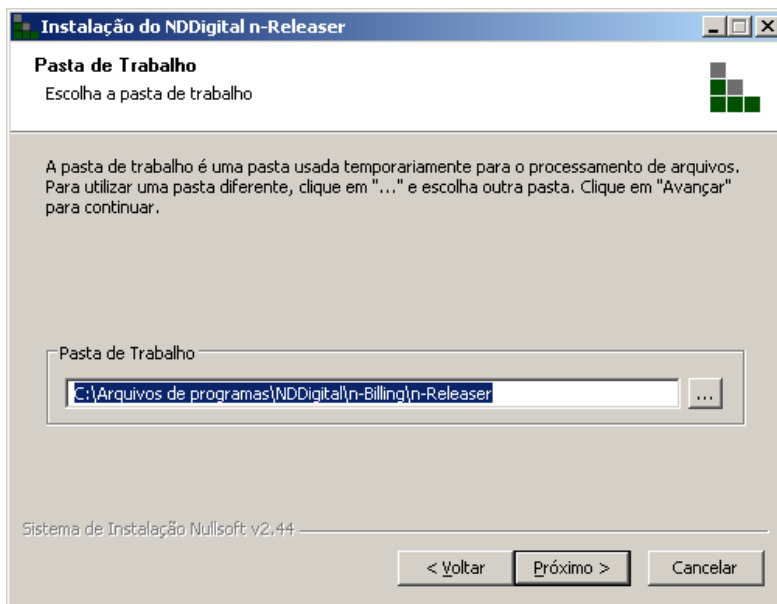 Instalação do NDDigital n-Releaser
Pasta de Trabalho
Escolha a pasta de trabalho
A pasta de trabalho é uma pasta usada temporariamente para o processamento de arquivos.
Para utilizar uma pasta diferente, clique em "..." e escolha outra pasta. Clique em "Avançar"
para continuar.
Pasta de Trabalho
C:\Arquivos de programas\NDDigital\n-Billing\n-Releaser
...
Sistema de Instalação Nullsoft v2.44
< Voltar Próximo > Cancelar